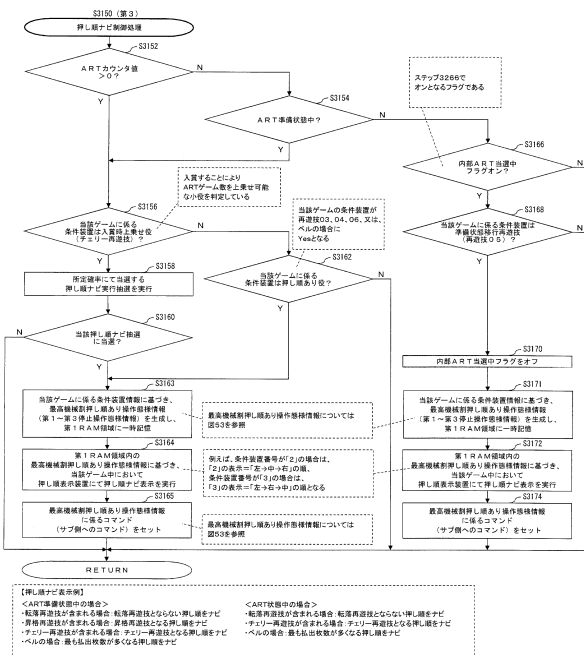 S3150 (第3)
押し順ナビ制御処理
S3152
ARTカウンタ値
>0?
N
Y
S3154
ART準備状態中?
N
Y
ステップ3266で
オンとなるフラグである
S3166
内部ART当選中
フラグオン?
N
Y
入賞することにより
ARTゲーム数を上乗せ可能
な小役を判定している
S3156
当該ゲームに係る
条件装置は入賞時上乗せ役
(チェリー再遊技)?
N
Y
当該ゲームの条件装置が
再遊技03、04、06、又は、
ベルの場合に
Yesとなる
S3168
当該ゲームに係る条件装置は
準備状態移行再遊技
(再遊技05)?
N
Y
S3158
所定確率にて当選する
押し順ナビ実行抽選を実行
S3162
当該ゲームに係る
条件装置は押し順あり役?
N
Y
S3160
当該押し順ナビ抽選
に当選?
N
Y
S3170
内部ART当選中フラグをオフ
S3163
当該ゲームに係る条件装置情報に基づき、
最高機械割押し順あり操作態様情報
(第1~第3停止操作態様情報)を生成し、
第1RAM領域に一時記憶
最高機械割押し順あり操作態様情報については
図53を参照
S3171
当該ゲームに係る条件装置情報に基づき、
最高機械割押し順あり操作態様情報
(第1~第3停止操作態様情報)を生成し、
第1RAM領域に一時記憶
S3164
第1RAM領域内の
最高機械割押し順あり操作態様情報に基づき、
当該ゲーム中において
押し順表示装置にて押し順ナビ表示を実行
例えば、条件装置番号が「2」の場合は、
「2」の表示=「左→中→右」の順、
条件装置番号が「3」の場合は、
「3」の表示=「左→右→中」の順となる
S3172
第1RAM領域内の
最高機械割押し順あり操作態様情報に基づき、
当該ゲーム中において
押し順表示装置にて押し順ナビ表示を実行
S3165
最高機械割押し順あり操作態様情報
に係るコマンド
(サブ側へのコマンド)をセット
最高機械割押し順あり操作態様情報については
図53を参照
S3174
最高機械割押し順あり操作態様情報
に係るコマンド
(サブ側へのコマンド)をセット
RETURN
【押し順ナビ表示例】
<ART準備状態中の場合>
・転落再遊技が含まれる場合:転落再遊技とならない押し順をナビ
・昇格再遊技が含まれる場合:昇格再遊技となる押し順をナビ
・チェリー再遊技が含まれる場合:チェリー再遊技となる押し順をナビ
・ベルの場合:最も払出枚数が多くなる押し順をナビ
<ART状態中の場合>
・転落再遊技が含まれる場合:転落再遊技とならない押し順をナビ
・チェリー再遊技が含まれる場合:チェリー再遊技となる押し順をナビ
・ベルの場合:最も払出枚数が多くなる押し順をナビ